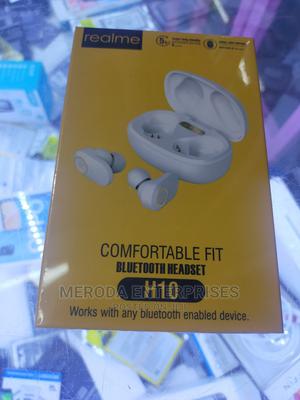 realme
COMFORTABLE FIT
BLUETOOTH HEADSET
H10
MERODA ENTERPRISES
Works with any bluetooth enabled device.